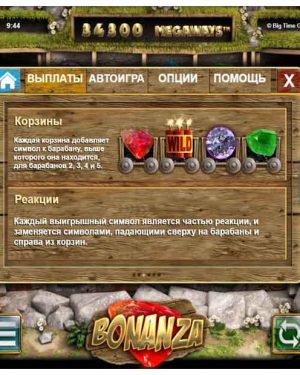 9:44
34300 MEGAWAYS™
© Big Time G
ВЫПЛАТЫ АВТОИГРА ОПЦИИ ПОМОЩЬ X
Корзины
Каждая корзина добавляет
символ к барабану, выше
которого она находится,
для барабанов 2, 3, 4 и 5.
WILD
Реакции
Каждый выигрышный символ является частью реакции, и
заменяется символами, падающими сверху на барабаны и
справа из корзин.
BONANZA